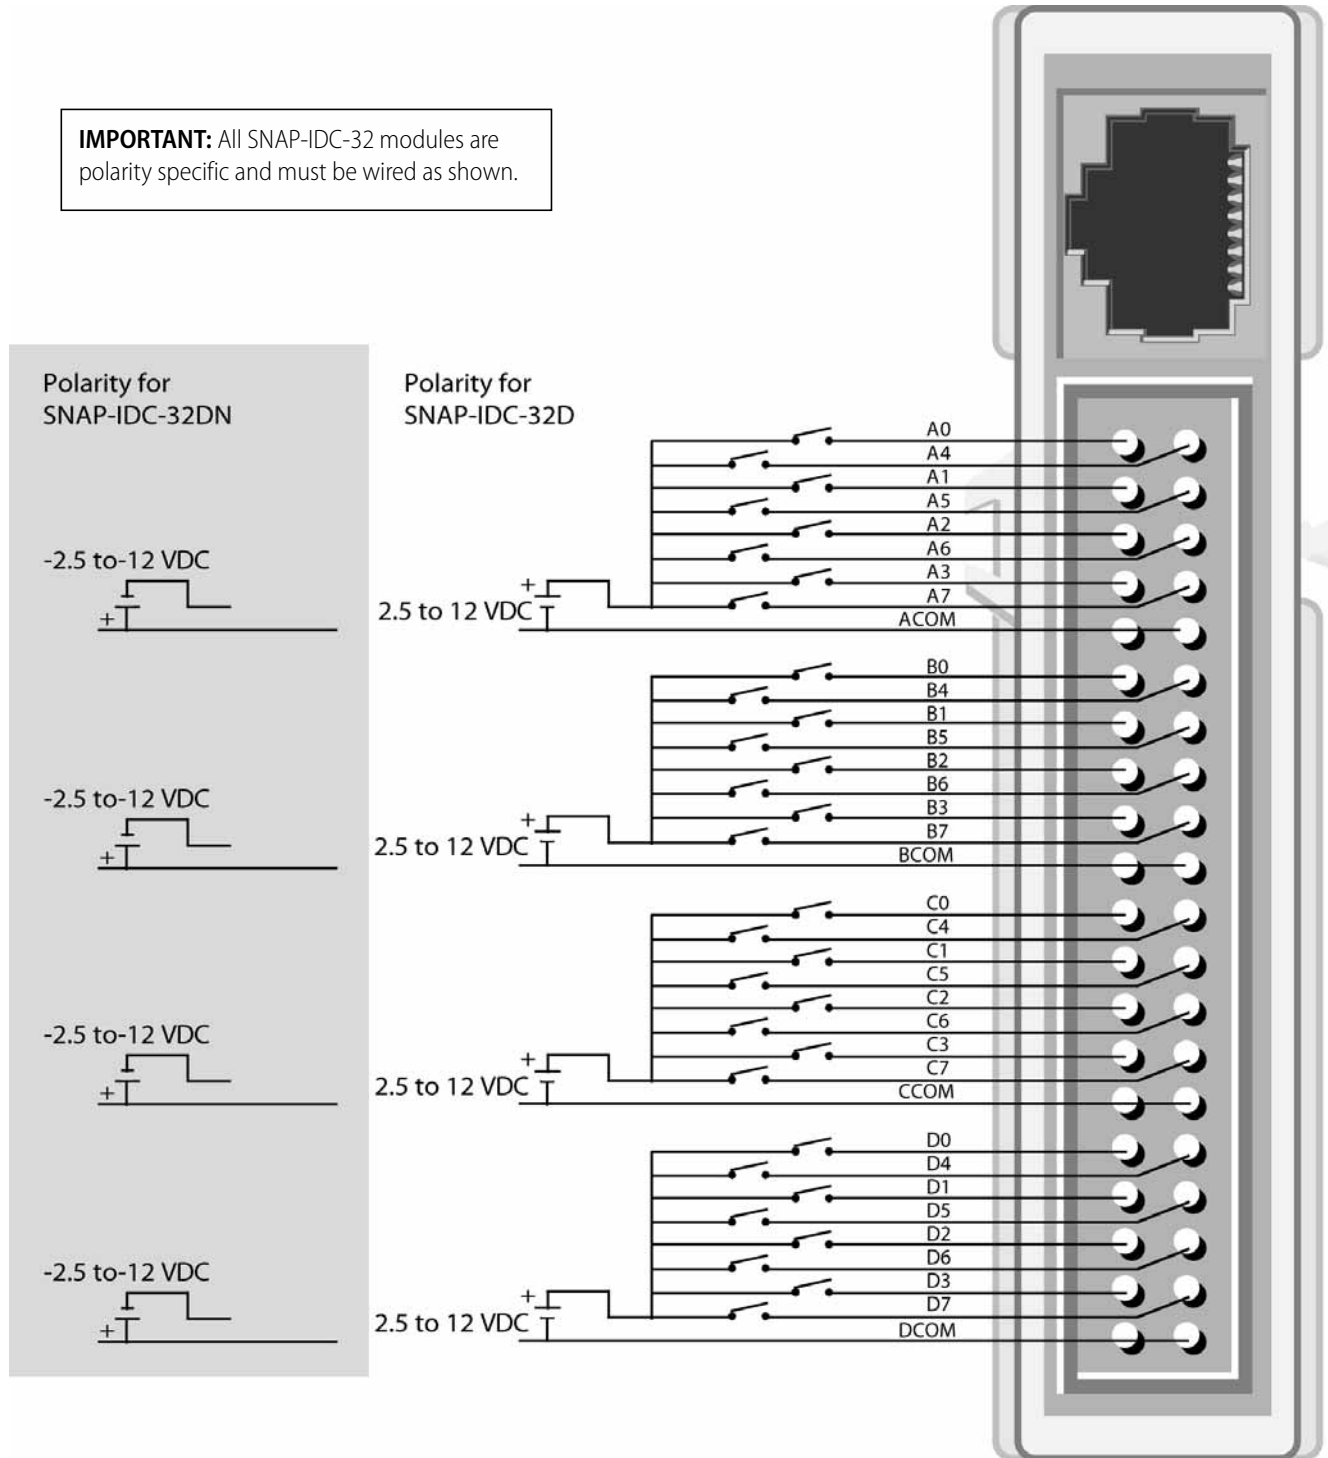 IMPORTANT: All SNAP-IDC-32 modules are
polarity specific and must be wired as shown.
Polarity for
SNAP-IDC-32DN
Polarity for
SNAP-IDC-32D
A0
A4
A1
A5
A2
A6
A3
A7
ACOM
-2.5 to-12 VDC
+
+
2.5 to 12 VDC
B0
B4
B1
B5
B2
B6
B3
B7
BCOM
-2.5 to-12 VDC
+
+
2.5 to 12 VDC
C0
C4
C1
C5
C2
C6
C3
C7
CCOM
-2.5 to-12 VDC
+
+
2.5 to 12 VDC
D0
D4
D1
D5
D2
D6
D3
D7
DCOM
-2.5 to-12 VDC
+
+
2.5 to 12 VDC